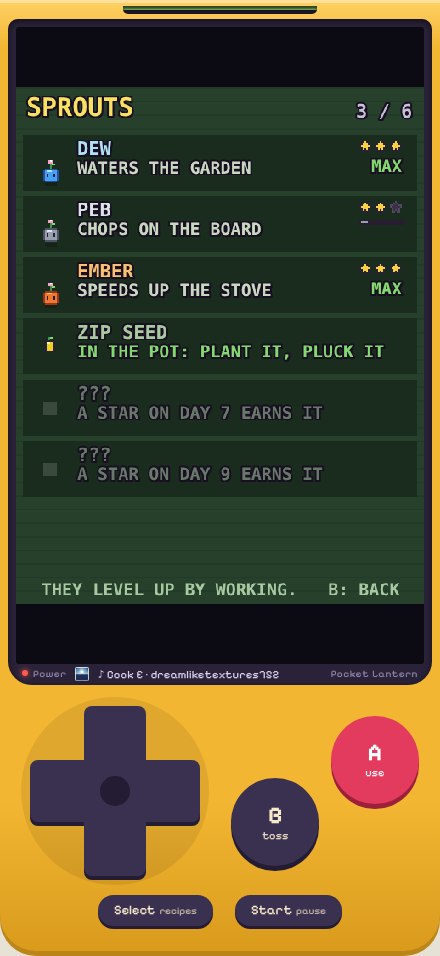 SPROUTS
3 / 6
DEW
WATERS THE GARDEN
MAX
PEB
CHOPS ON THE BOARD
EMBER
SPEEDS UP THE STOVE
MAX
ZIP SEED
IN THE POT: PLANT IT, PLUCK IT
???
A STAR ON DAY 7 EARNS IT
???
A STAR ON DAY 9 EARNS IT
THEY LEVEL UP BY WORKING. B: BACK
Power
♪ Cook E · dreamliketextures792
Pocket Lantern
A
use
B
toss
Select recipes
Start pause